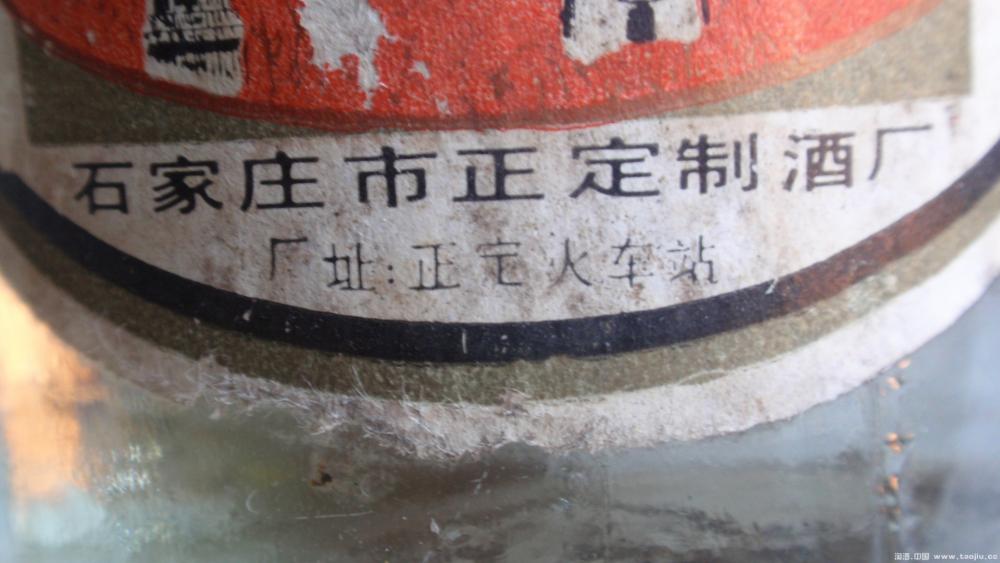 石家庄市正定制酒厂
厂址:正定火车站
淘酒.中国 www.taojiu.cc